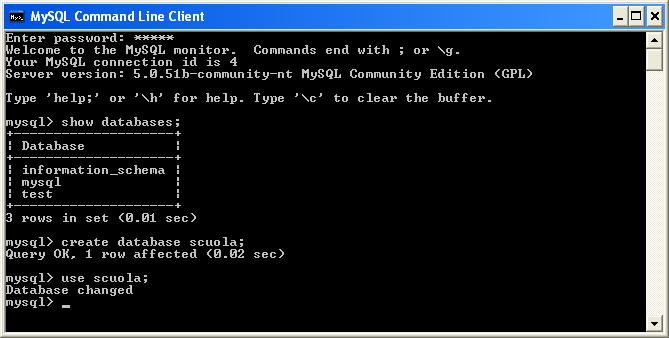 MySQL Command Line Client
Enter password: *****
Welcome to the MySQL monitor.  Commands end with ; or \g.
Your MySQL connection id is 4
Server version: 5.0.51b-community-nt MySQL Community Edition (GPL)
Type 'help;' or '\h' for help. Type '\c' to clear the buffer.
mysql> show databases;
+--------------------+
| Database           |
+--------------------+
| information_schema |
| mysql              |
| test               |
+--------------------+
3 rows in set (0.01 sec)
mysql> create database scuola;
Query OK, 1 row affected (0.02 sec)
mysql> use scuola;
Database changed
mysql> _